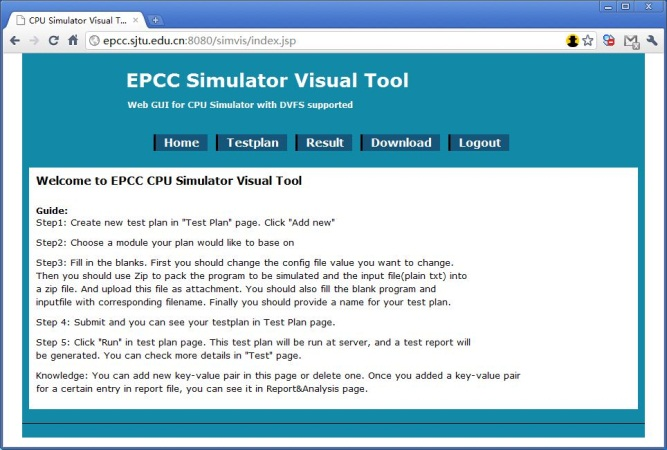 CPU Simulator Visual T...
epcc.sjtu.edu.cn:8080/simvis/index.jsp
EPCC Simulator Visual Tool
Web GUI for CPU Simulator with DVFS supported
Home Testplan Result Download Logout
Welcome to EPCC CPU Simulator Visual Tool
Guide:
Step1: Create new test plan in "Test Plan" page. Click "Add new"
Step2: Choose a module your plan would like to base on
Step3: Fill in the blanks. First you should change the config file value you want to change.
Then you should use Zip to pack the program to be simulated and the input file(plain txt) into
a zip file. And upload this file as attachment. You should also fill the blank program and
inputfile with corresponding filename. Finally you should provide a name for your test plan.
Step 4: Submit and you can see your testplan in Test Plan page.
Step 5: Click "Run" in test plan page. This test plan will be run at server, and a test report will
be generated. You can check more details in "Test" page.
Knowledge: You can add new key-value pair in this page or delete one. Once you added a key-value pair
for a certain entry in report file, you can see it in Report&Analysis page.